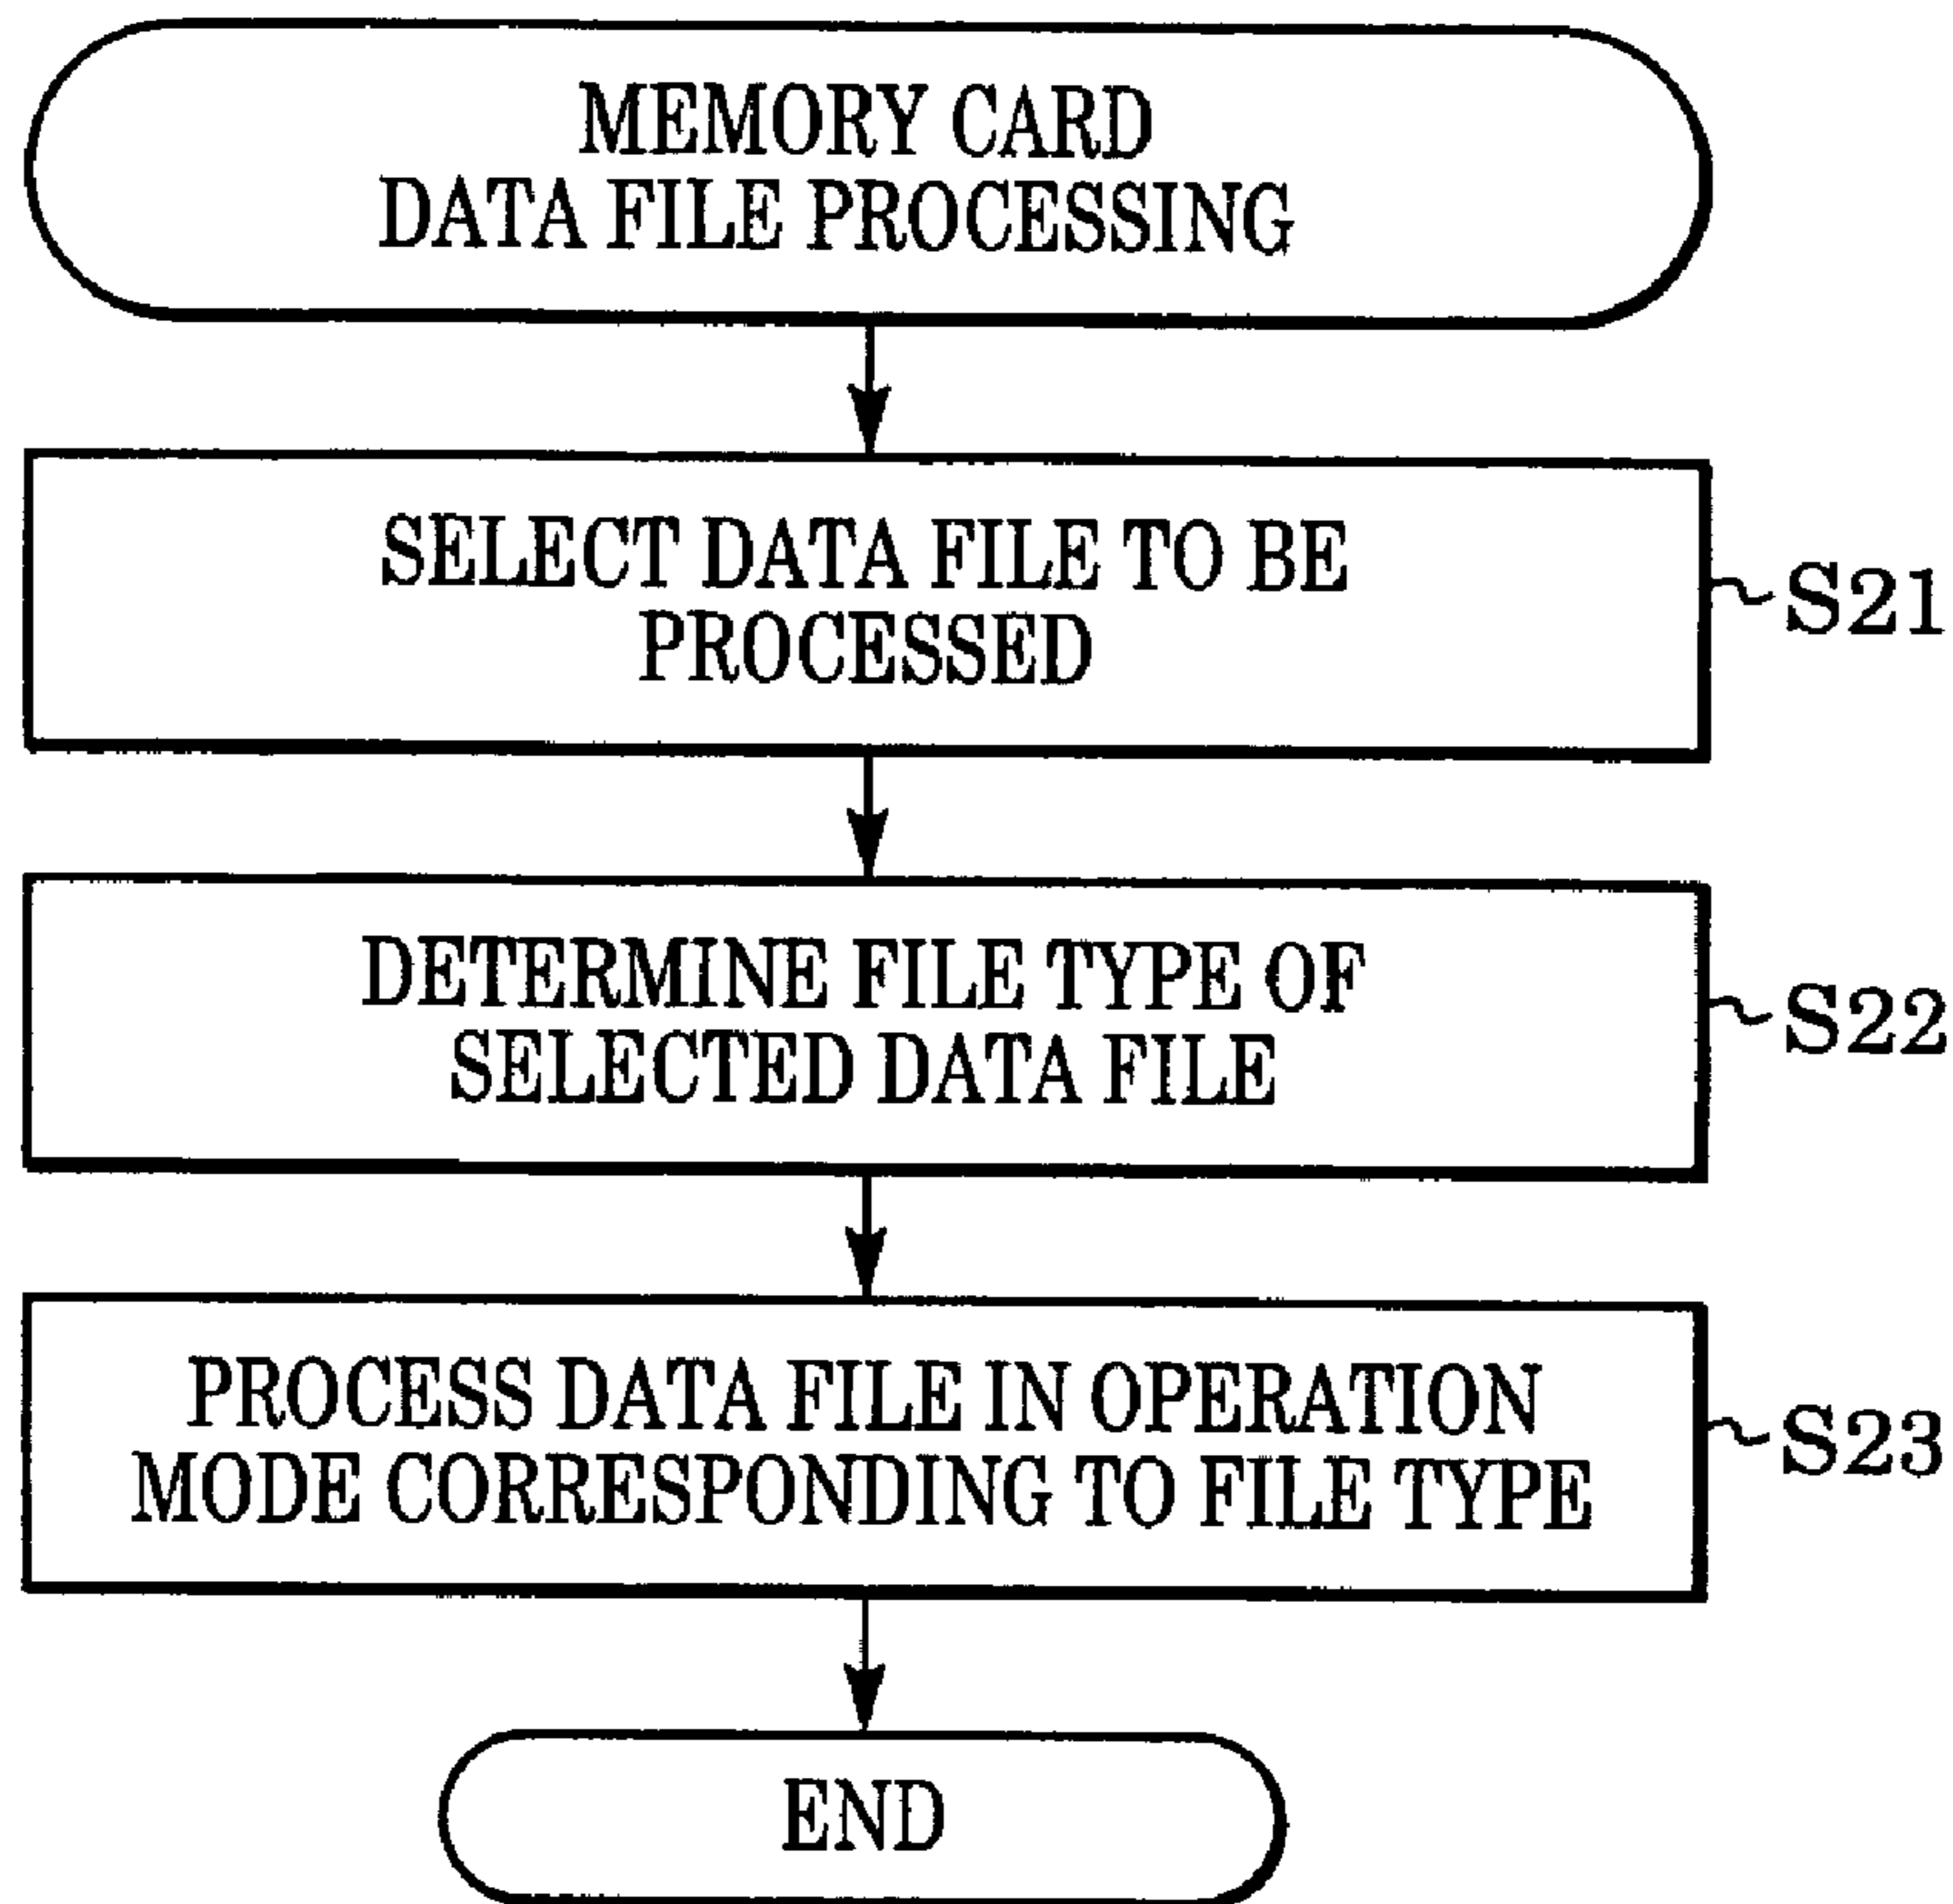 MEMORY CARD
DATA FILE PROCESSING
SELECT DATA FILE TO BE
PROCESSED
S21
DETERMINE FILE TYPE OF
SELECTED DATA FILE
S22
PROCESS DATA FILE IN OPERATION
MODE CORRESPONDING TO FILE TYPE
S23
END